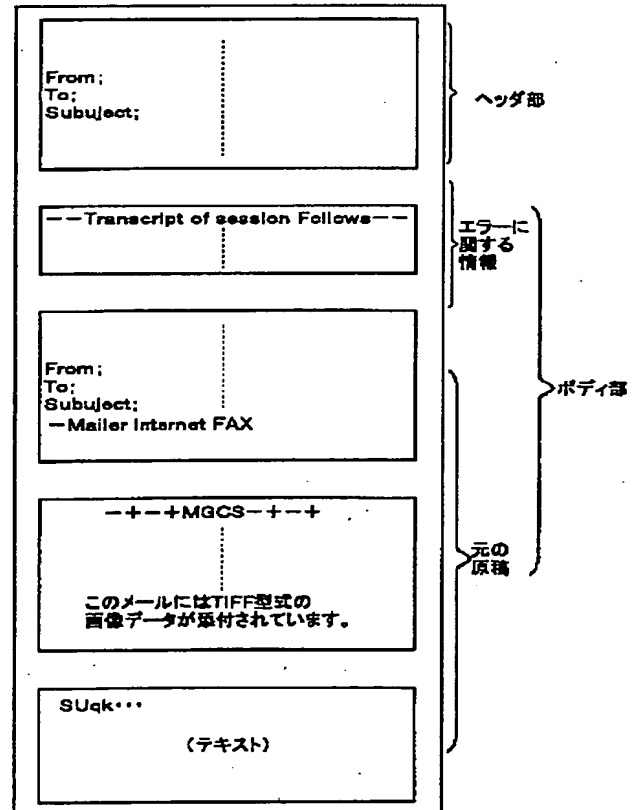 From;
To;
Subuject;
ヘッダ部
——Transcript of session Follows——
エラーに
関する
情報
From;
To;
Subuject;
—Mailer Internet FAX
ボディ部
—+—+MGCS—+—+
このメールにはTIFF型式の
画像データが添付されています。
元の
原稿
SUqk・・・
(テキスト)